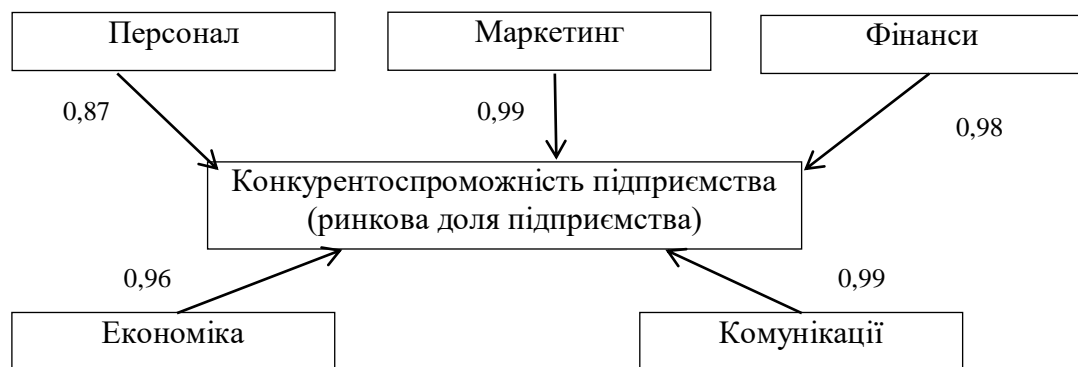 Персонал
Маркетинг
Фінанси
0,87
0,99
0,98
Конкурентоспроможність підприємства
(ринкова доля підприємства)
0,96
0,99
Економіка
Комунікації